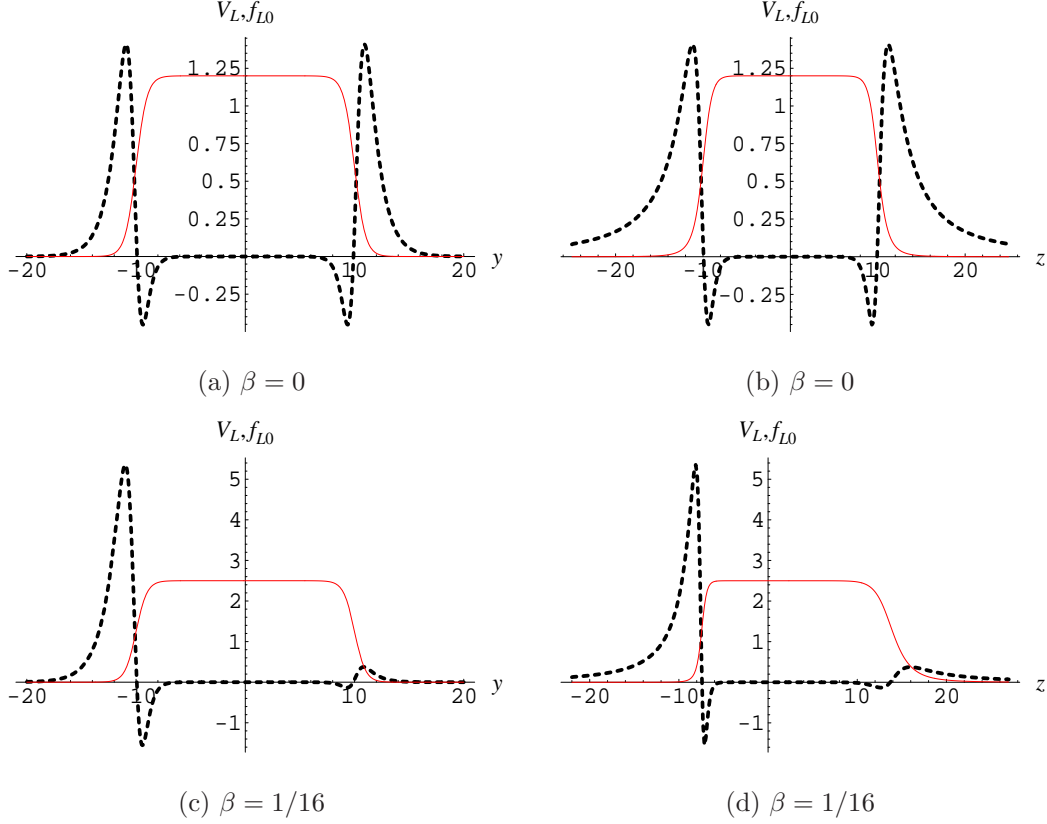 V_L, f_{L0}
1.25
1
0.75
0.5
0.25
-0.25
-20 -10 10 20 y
(a) β = 0
V_L, f_{L0}
1.25
1
0.75
0.5
0.25
-0.25
-20 -10 10 20 z
(b) β = 0
V_L, f_{L0}
5
4
3
2
1
-1
-20 -10 10 20 y
(c) β = 1/16
V_L, f_{L0}
5
4
3
2
1
-1
-20 -10 10 20 z
(d) β = 1/16